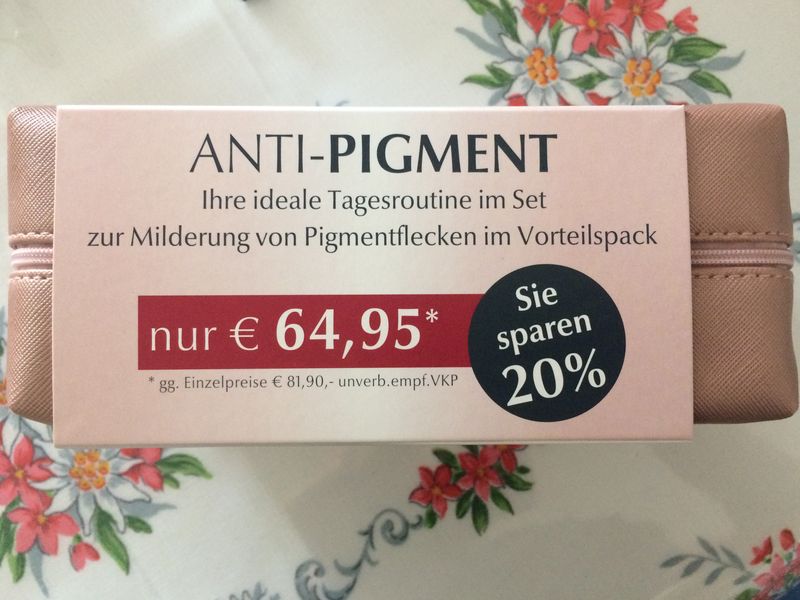 ANTI-PIGMENT
Ihre ideale Tagesroutine im Set
zur Milderung von Pigmentflecken im Vorteilspack
nur € 64,95*
* gg. Einzelpreise € 81,90,- unverb.empf.VKP
Sie
sparen
20%